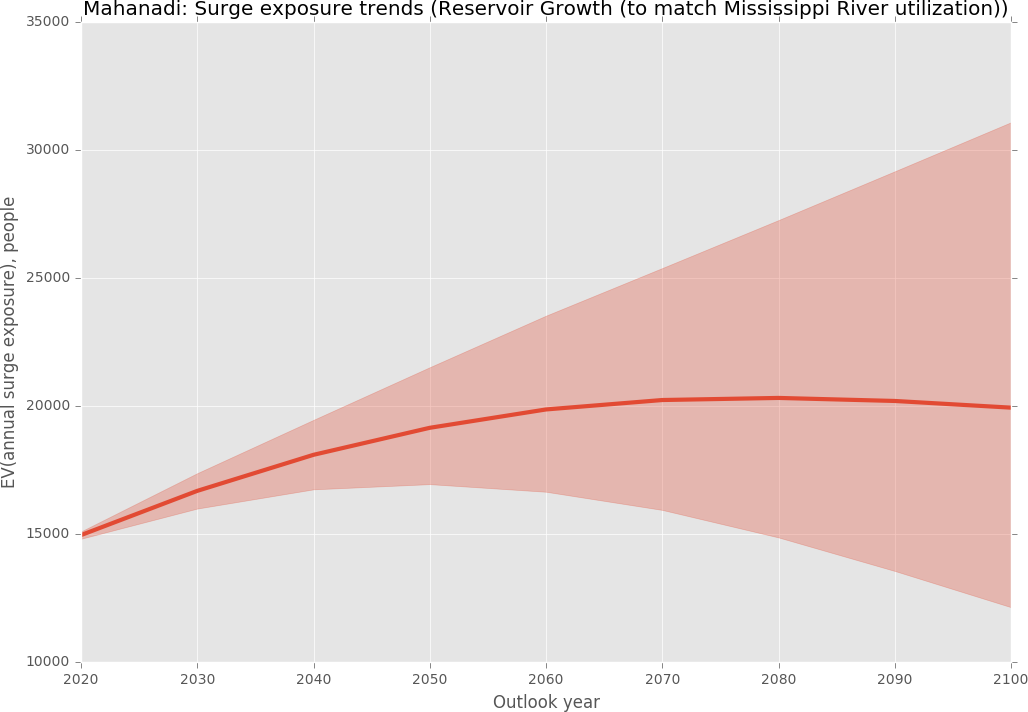 Mahanadi: Surge exposure trends (Reservoir Growth (to match Mississippi River utilization))
EV(annual surge exposure), people
35000
30000
25000
20000
15000
10000
2020 2030 2040 2050 2060 2070 2080 2090 2100
Outlook year